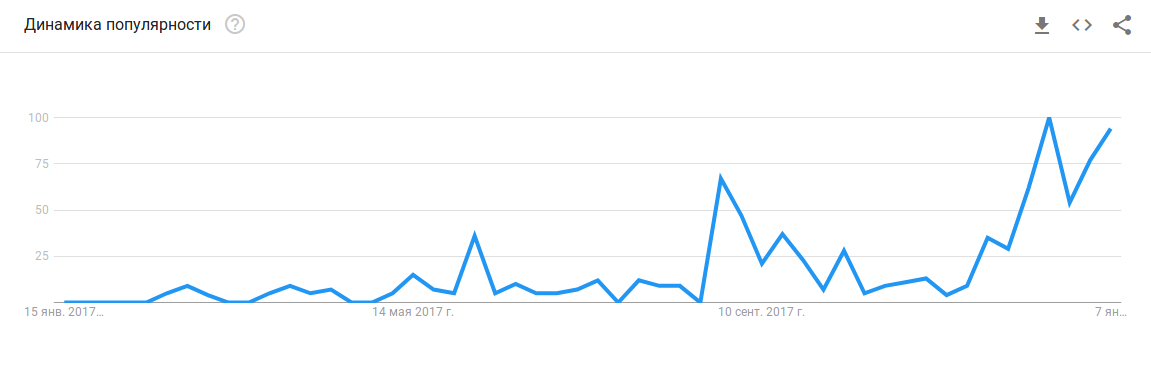 Динамика популярности
100
75
50
25
15 янв. 2017…
14 мая 2017 г.
10 сент. 2017 г.
7 ян…